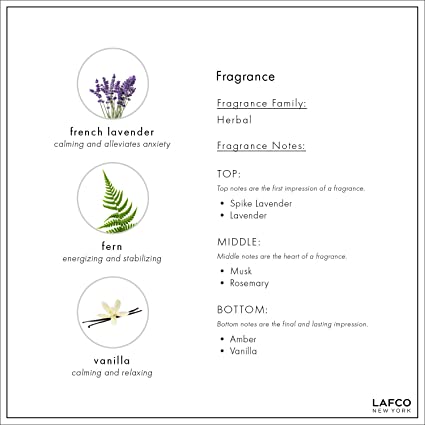 french lavender
calming and alleviates anxiety
fern
energizing and stabilizing
vanilla
calming and relaxing
Fragrance
Fragrance Family:
Herbal
Fragrance Notes:
TOP:
Top notes are the first impression of a fragrance.
• Spike Lavender
• Lavender
MIDDLE:
Middle notes are the heart of a fragrance.
• Musk
• Rosemary
BOTTOM:
Bottom notes are the final and lasting impression.
• Amber
• Vanilla
LAFCO
NEW YORK